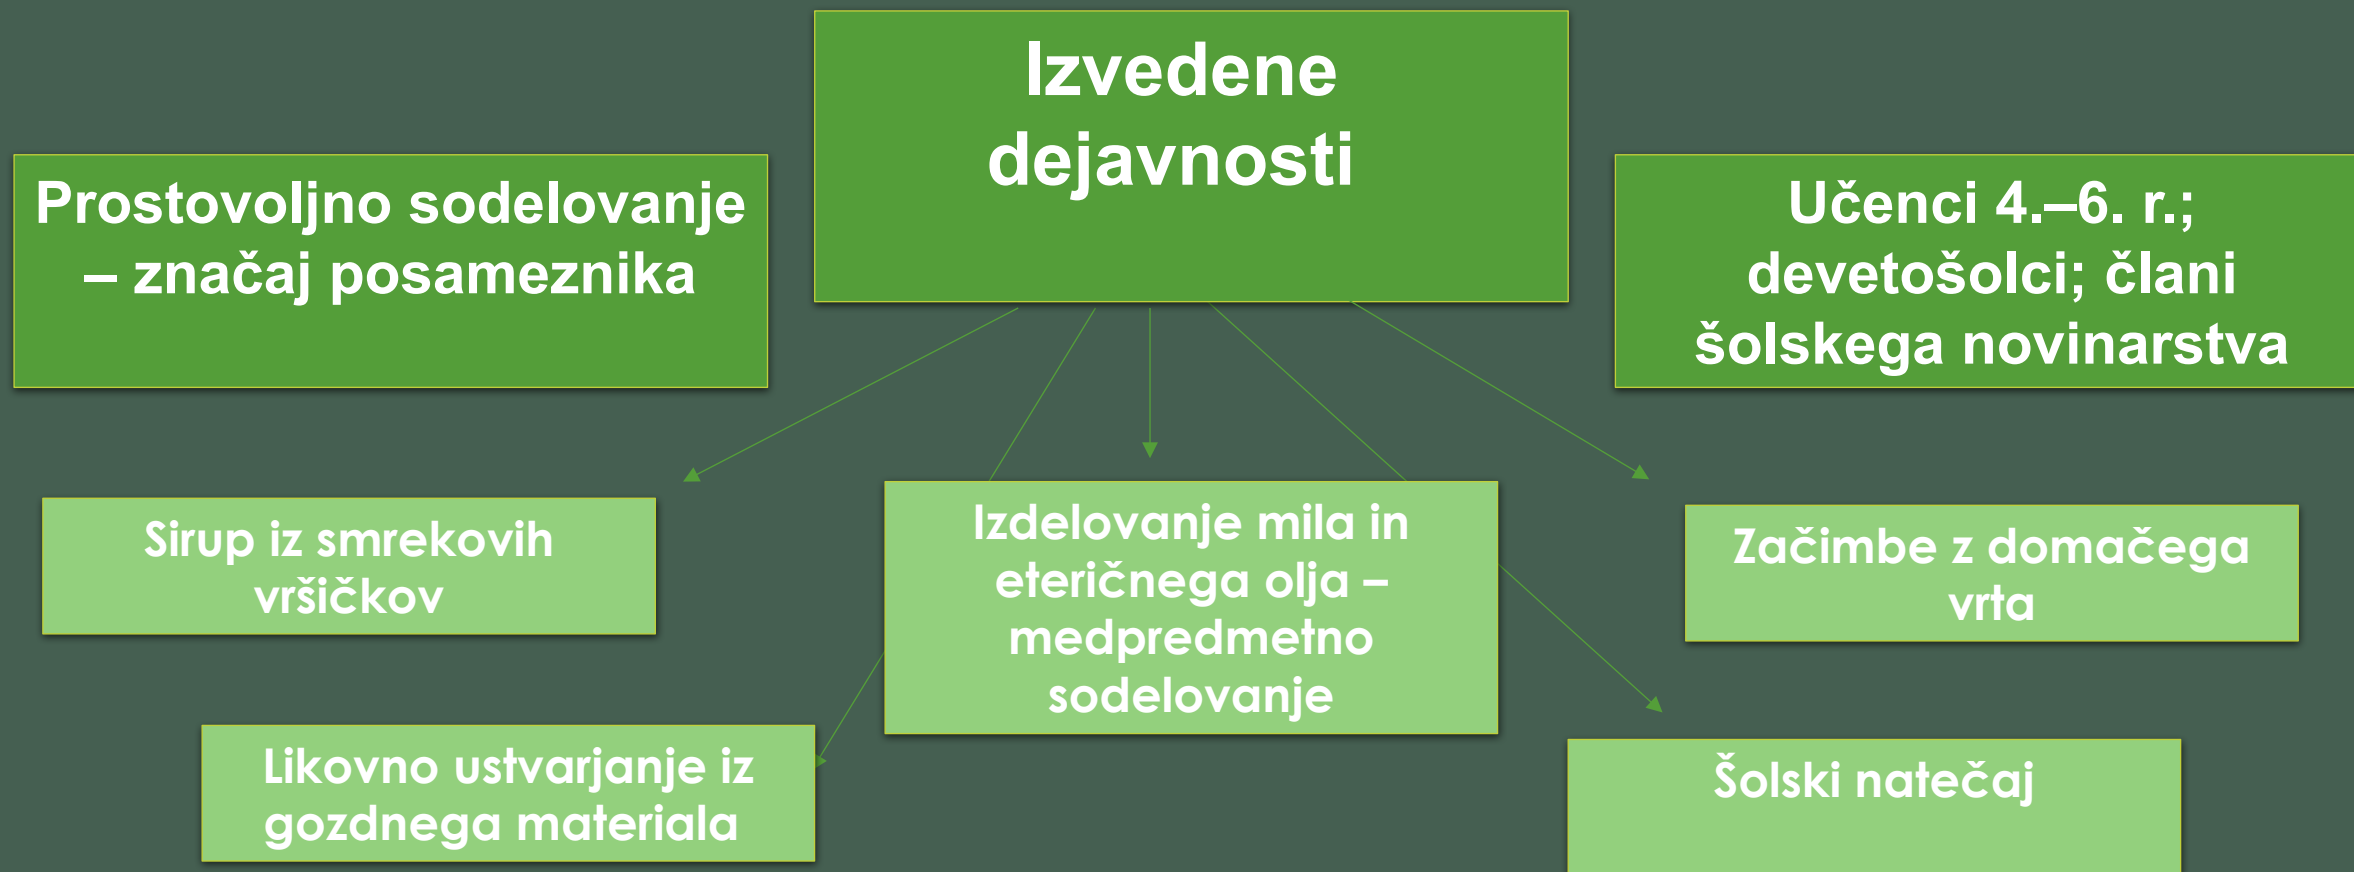 Izvedene
dejavnosti
Prostovoljno sodelovanje
– značaj posameznika
Učenci 4.–6. r.;
devetošolci; člani
šolskega novinarstva
Sirup iz smrekovih
vršičkov
Izdelovanje mila in
eteričnega olja –
medpredmetno
sodelovanje
Začimbe z domačega
vrta
Likovno ustvarjanje iz
gozdnega materiala
Šolski natečaj